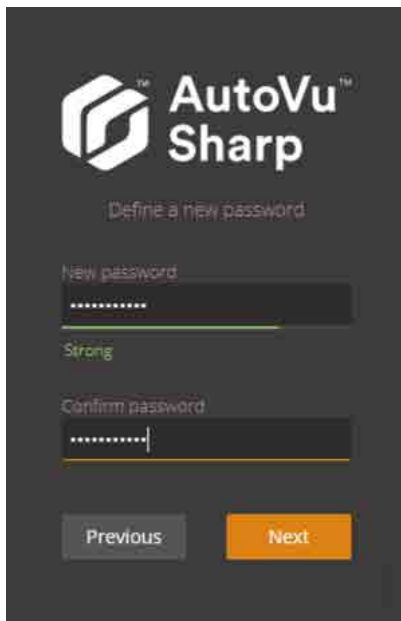 AutoVu™
Sharp
Define a new password
New password
•••••••••••
Strong
Confirm password
•••••••••••
Previous
Next